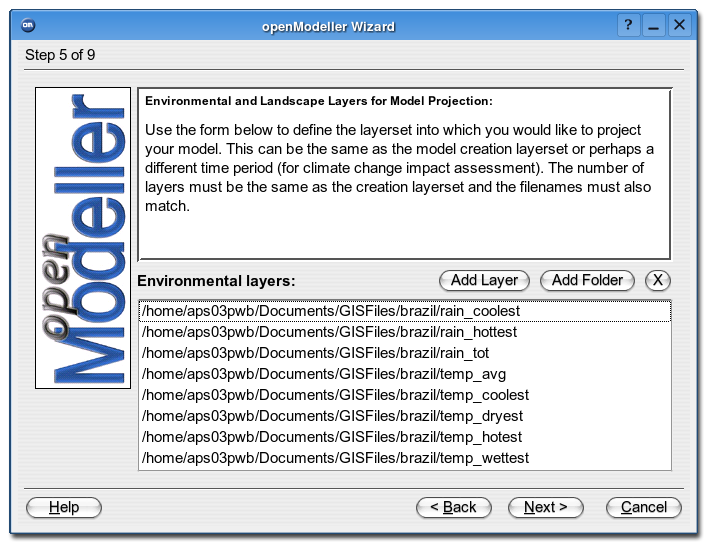 om
openModeller Wizard
?
Step 5 of 9
open
Modeller
Environmental and Landscape Layers for Model Projection:
Use the form below to define the layerset into which you would like to project
your model. This can be the same as the model creation layerset or perhaps a
different time period (for climate change impact assessment). The number of
layers must be the same as the creation layerset and the filenames must also
match.
Environmental layers:
Add Layer
Add Folder
X
/home/aps03pwb/Documents/GISFiles/brazil/rain_coolest
/home/aps03pwb/Documents/GISFiles/brazil/rain_hottest
/home/aps03pwb/Documents/GISFiles/brazil/rain_tot
/home/aps03pwb/Documents/GISFiles/brazil/temp_avg
/home/aps03pwb/Documents/GISFiles/brazil/temp_coolest
/home/aps03pwb/Documents/GISFiles/brazil/temp_dryest
/home/aps03pwb/Documents/GISFiles/brazil/temp_hotest
/home/aps03pwb/Documents/GISFiles/brazil/temp_wettest
Help
< Back
Next >
Cancel